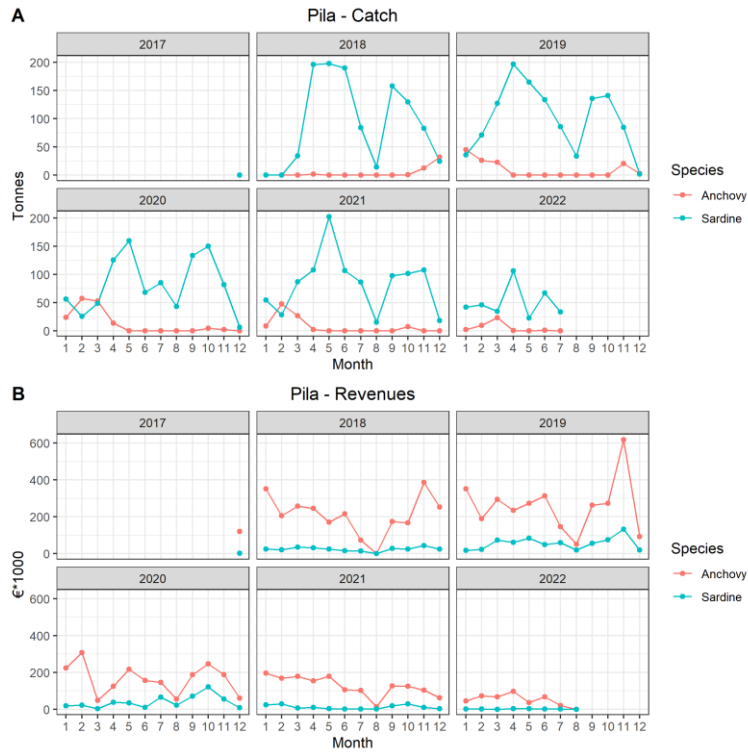 A
Pila - Catch
2017 2018 2019
200
150
100
50
0
2020 2021 2022
200
150
100
50
0
Tonnes
1 2 3 4 5 6 7 8 9 10 11 12 1 2 3 4 5 6 7 8 9 10 11 12 1 2 3 4 5 6 7 8 9 10 11 12
Month
Species
Anchovy
Sardine
B
Pila - Revenues
2017 2018 2019
600
400
200
0
2020 2021 2022
600
400
200
0
€*1000
1 2 3 4 5 6 7 8 9 10 11 12 1 2 3 4 5 6 7 8 9 10 11 12 1 2 3 4 5 6 7 8 9 10 11 12
Month
Species
Anchovy
Sardine